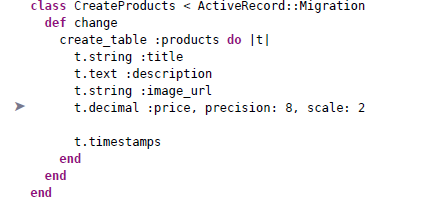 class CreateProducts < ActiveRecord::Migration
  def change
    create_table :products do |t|
      t.string :title
      t.text :description
      t.string :image_url
      t.decimal :price, precision: 8, scale: 2

      t.timestamps
    end
  end
end